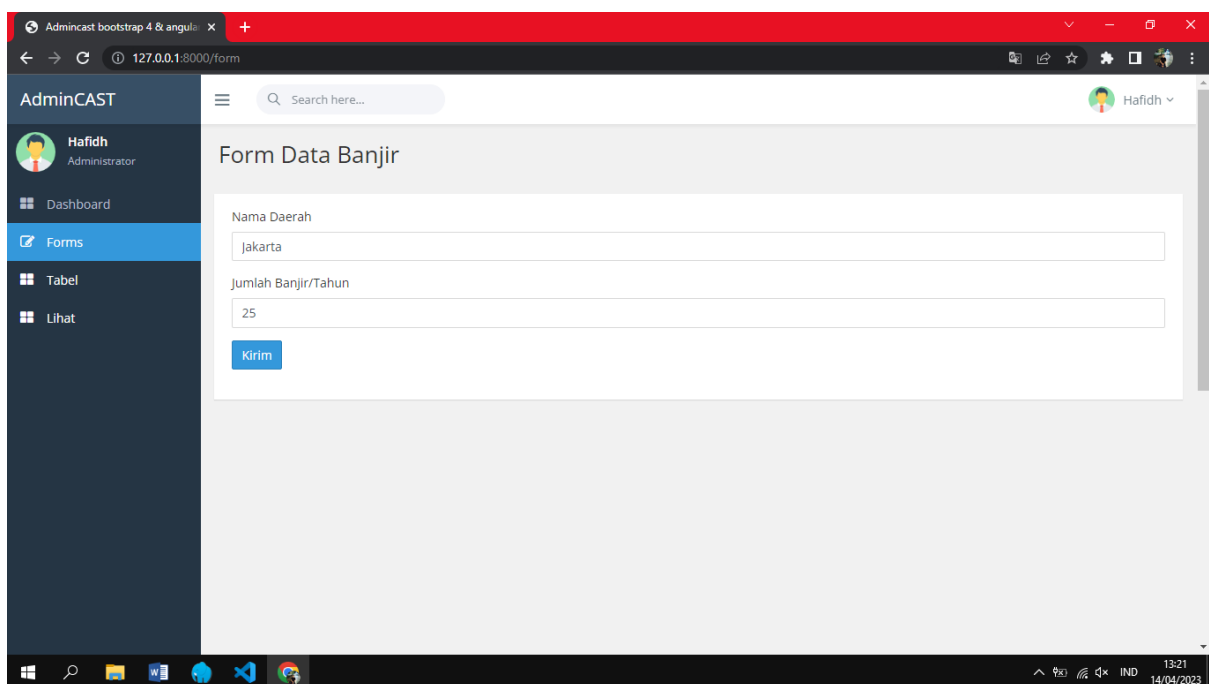 Admincast bootstrap 4 & angula
127.0.0.1:8000/form
AdminCAST
Search here...
Hafidh
Hafidh
Administrator
Form Data Banjir
Dashboard
Forms
Tabel
Lihat
Nama Daerah
Jakarta
Jumlah Banjir/Tahun
25
Kirim
IND
13:21
14/04/2023